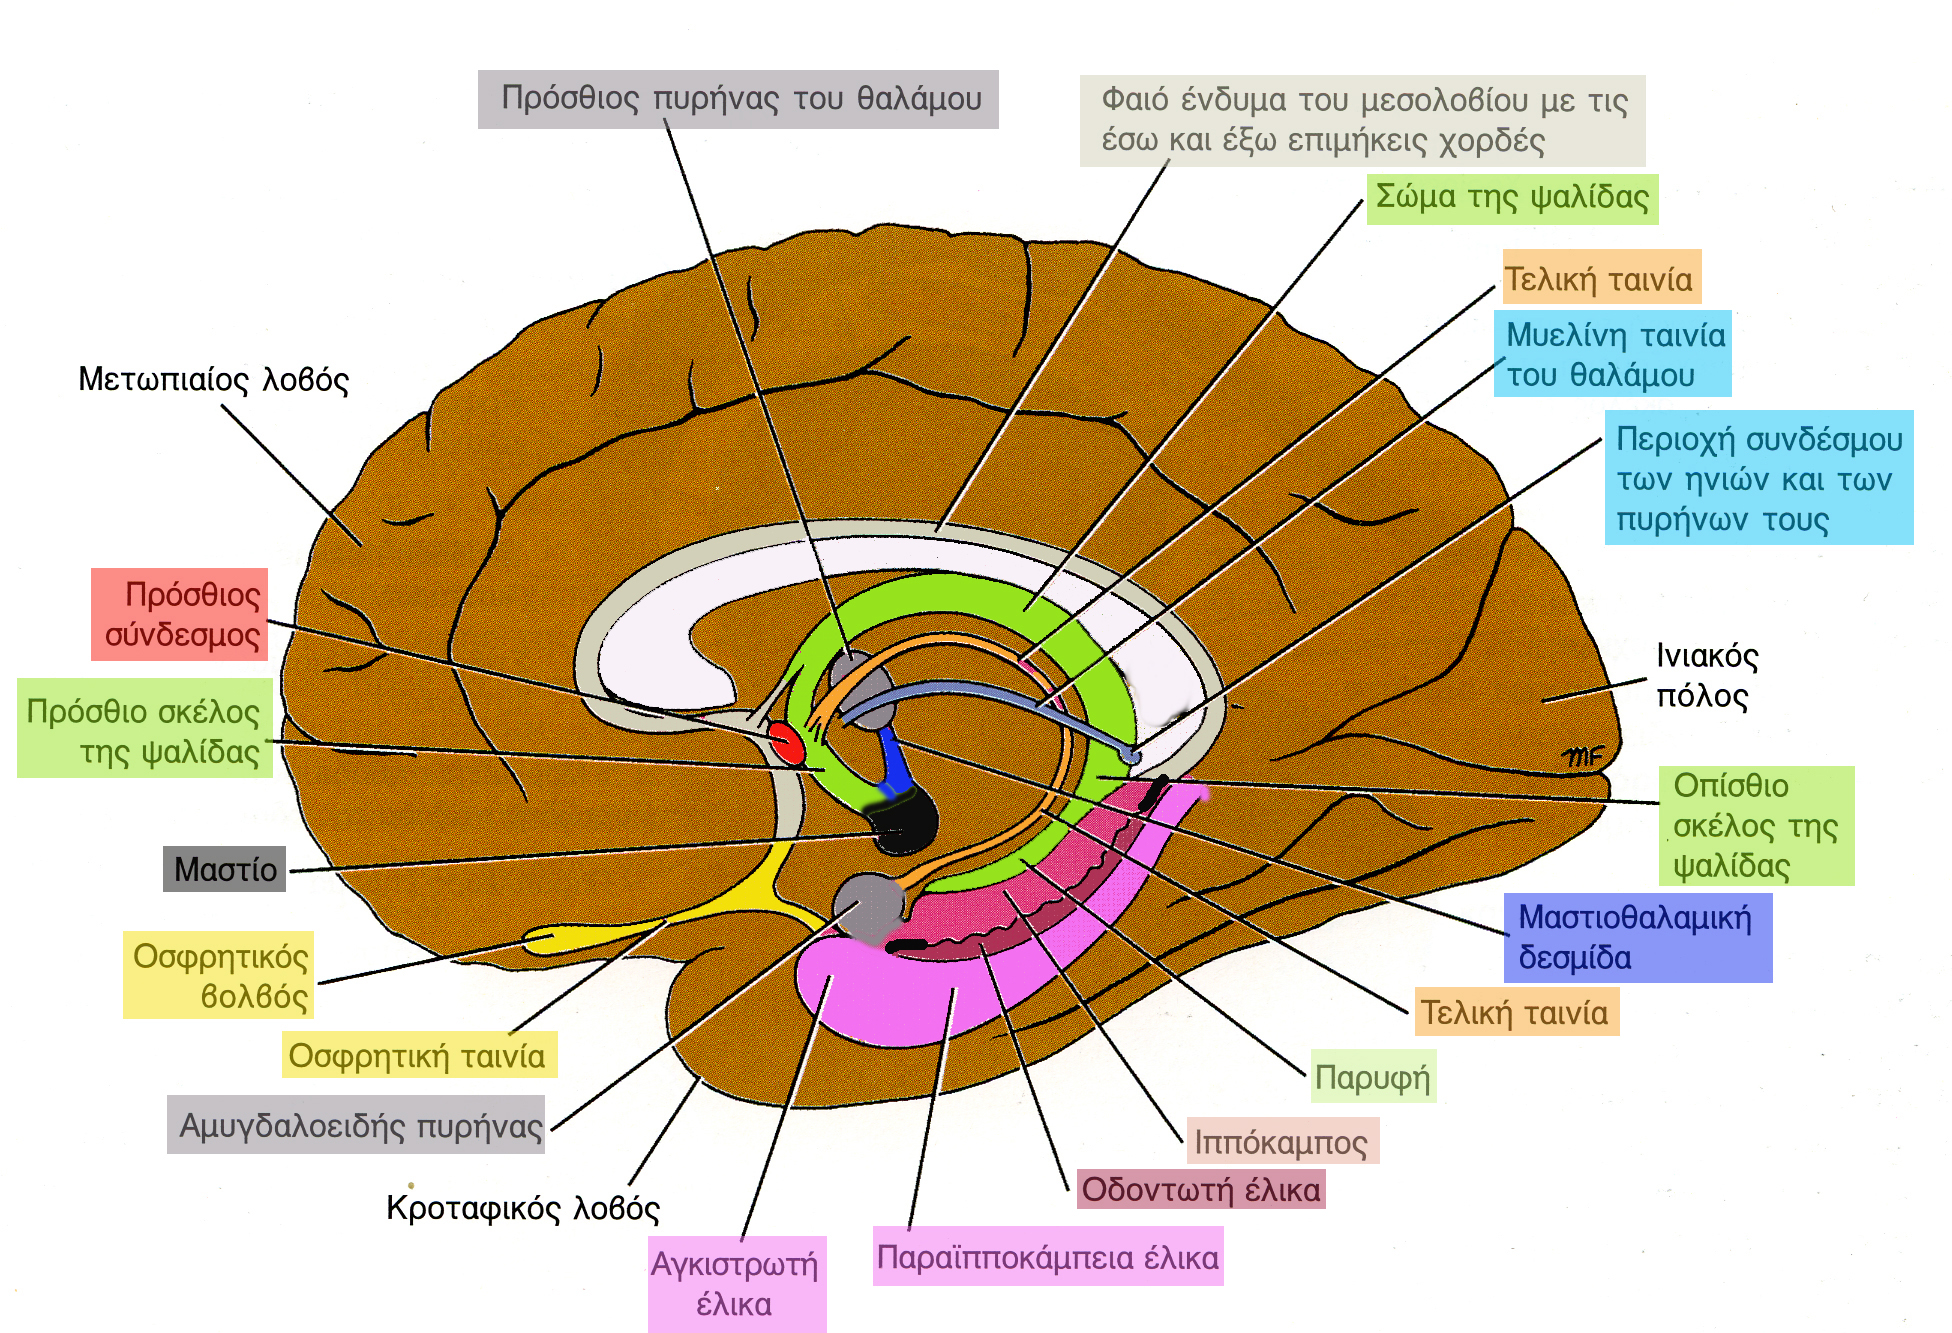 Πρόσθιος πυρήνας του θαλάμου
Φαιό ένδυμα του μεσολοβίου με τις
έσω και έξω επιμήκεις χορδές
Σώμα της ψαλίδας
Τελική ταινία
Μυελίνη ταινία
του θαλάμου
Περιοχή συνδέσμου
των ηνιών και των
πυρήνων τους
Μετωπιαίος λοβός
Πρόσθιος
σύνδεσμος
Πρόσθιο σκέλος
της ψαλίδας
Ινιακός
πόλος
MF
Οπίσθιο
σκέλος της
ψαλίδας
Μαστίο
Μαστιοθαλαμική
δεσμίδα
Οσφρητικός
βολβός
Τελική ταινία
Οσφρητική ταινία
Παρυφή
Αμυγδαλοειδής πυρήνας
Ιππόκαμπος
Οδοντωτή έλικα
Κροταφικός λοβός
Αγκιστρωτή
έλικα
Παραϊπποκάμπεια έλικα